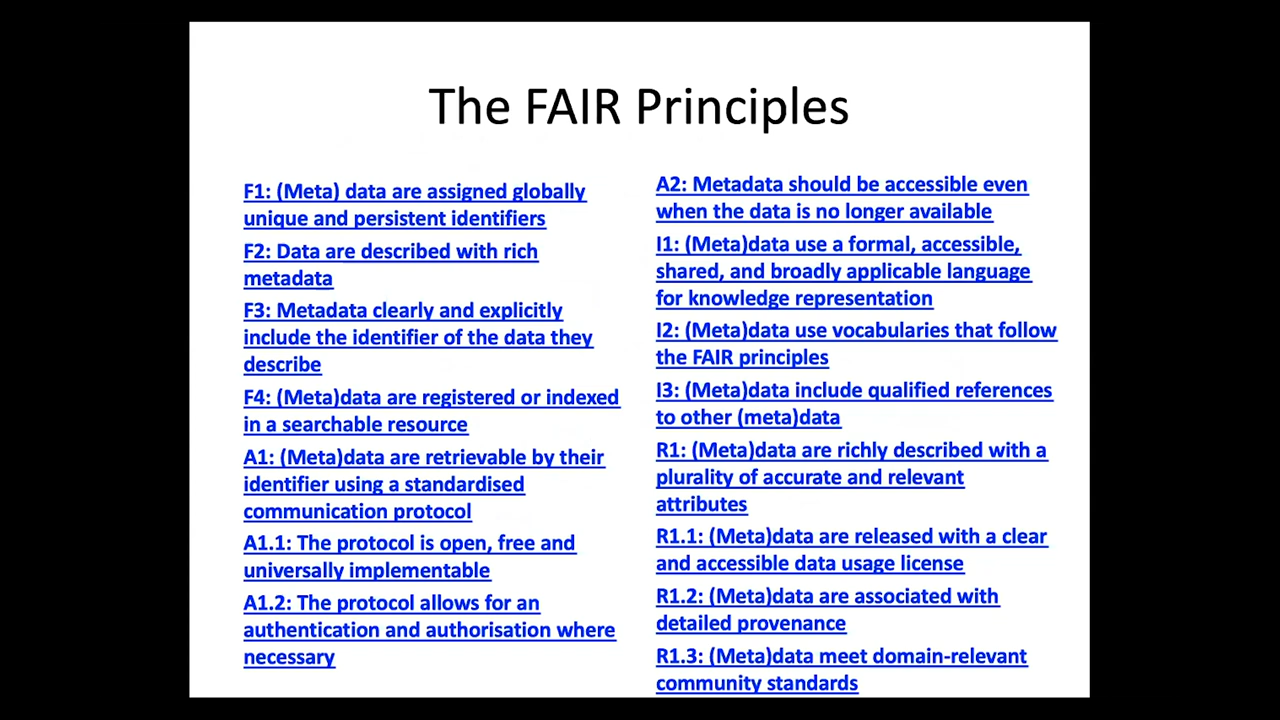 The FAIR Principles
F1: (Meta) data are assigned globally
unique and persistent identifiers
F2: Data are described with rich
metadata
F3: Metadata clearly and explicitly
include the identifier of the data they
describe
F4: (Meta)data are registered or indexed
in a searchable resource
A1: (Meta)data are retrievable by their
identifier using a standardised
communication protocol
A1.1: The protocol is open, free and
universally implementable
A1.2: The protocol allows for an
authentication and authorisation where
necessary
A2: Metadata should be accessible even
when the data is no longer available
I1: (Meta)data use a formal, accessible,
shared, and broadly applicable language
for knowledge representation
I2: (Meta)data use vocabularies that follow
the FAIR principles
I3: (Meta)data include qualified references
to other (meta)data
R1: (Meta)data are richly described with a
plurality of accurate and relevant
attributes
R1.1: (Meta)data are released with a clear
and accessible data usage license
R1.2: (Meta)data are associated with
detailed provenance
R1.3: (Meta)data meet domain-relevant
community standards